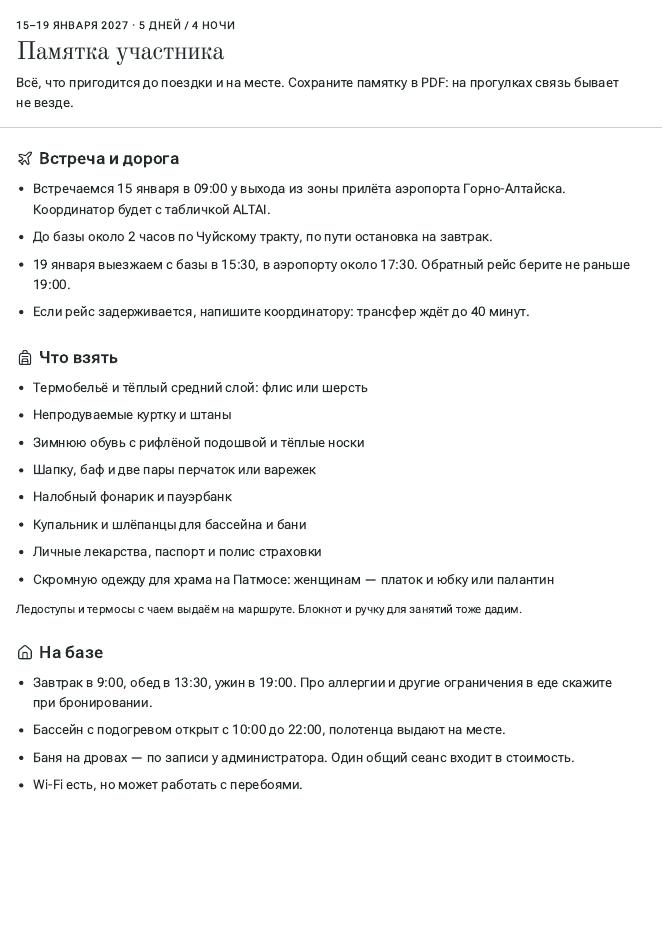 15–19 ЯНВАРЯ 2027 · 5 ДНЕЙ / 4 НОЧИ
Памятка участника
Всё, что пригодится до поездки и на месте. Сохраните памятку в PDF: на прогулках связь бывает
не везде.
Встреча и дорога
• Встречаемся 15 января в 09:00 у выхода из зоны прилёта аэропорта Горно-Алтайска.
Координатор будет с табличкой ALTAI.
• До базы около 2 часов по Чуйскому тракту, по пути остановка на завтрак.
• 19 января выезжаем с базы в 15:30, в аэропорту около 17:30. Обратный рейс берите не раньше
19:00.
• Если рейс задерживается, напишите координатору: трансфер ждёт до 40 минут.
Что взять
• Термобельё и тёплый средний слой: флис или шерсть
• Непродуваемые куртку и штаны
• Зимнюю обувь с рифлёной подошвой и тёплые носки
• Шапку, баф и две пары перчаток или варежек
• Налобный фонарик и пауэрбанк
• Купальник и шлёпанцы для бассейна и бани
• Личные лекарства, паспорт и полис страховки
• Скромную одежду для храма на Патмосе: женщинам — платок и юбку или палантин
Ледоступы и термосы с чаем выдаём на маршруте. Блокнот и ручку для занятий тоже дадим.
На базе
• Завтрак в 9:00, обед в 13:30, ужин в 19:00. Про аллергии и другие ограничения в еде скажите
при бронировании.
• Бассейн с подогревом открыт с 10:00 до 22:00, полотенца выдают на месте.
• Баня на дровах — по записи у администратора. Один общий сеанс входит в стоимость.
• Wi-Fi есть, но может работать с перебоями.